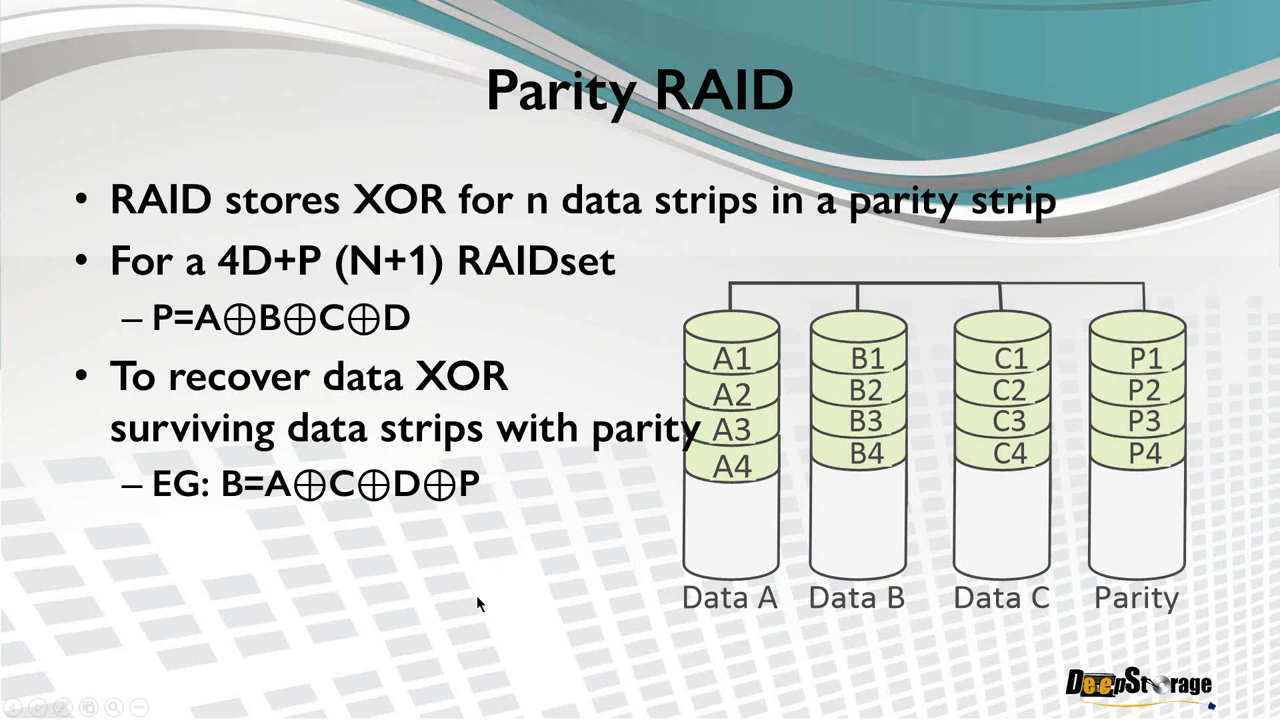 Parity RAID
• RAID stores XOR for n data strips in a parity strip
• For a 4D+P (N+1) RAIDset
– P=A⊕B⊕C⊕D
• To recover data XOR
surviving data strips with parity
– EG: B=A⊕C⊕D⊕P
A1 B1 C1 P1
A2 B2 C2 P2
A3 B3 C3 P3
A4 B4 C4 P4
Data A Data B Data C Parity
DeepStorage